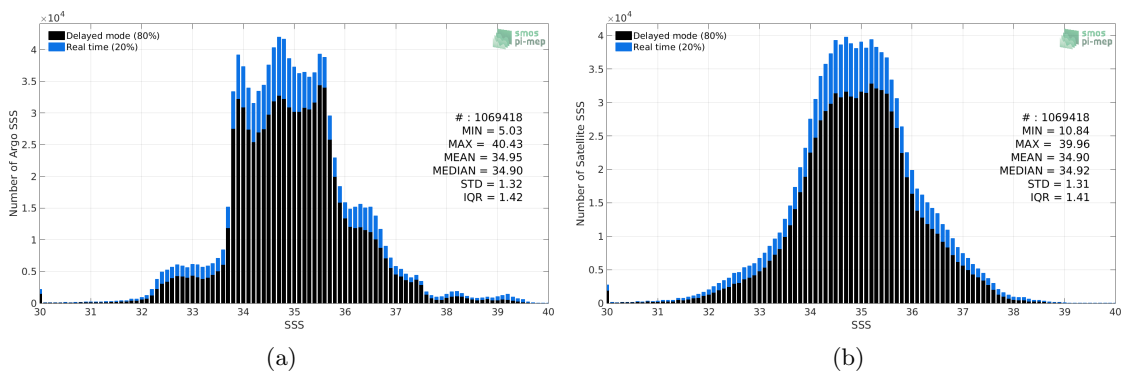 ×10⁴
Delayed mode (80%)
Real time (20%)
smos
pi-mep
4
3.5
3
2.5
2
1.5
1
0.5
0
Number of Argo SSS
# : 1069418
MIN = 5.03
MAX = 40.43
MEAN = 34.95
MEDIAN = 34.90
STD = 1.32
IQR = 1.42
30 31 32 33 34 35 36 37 38 39 40
SSS
(a)
×10⁴
Delayed mode (80%)
Real time (20%)
smos
pi-mep
4
3.5
3
2.5
2
1.5
1
0.5
0
Number of Satellite SSS
# : 1069418
MIN = 10.84
MAX = 39.96
MEAN = 34.90
MEDIAN = 34.92
STD = 1.31
IQR = 1.41
30 31 32 33 34 35 36 37 38 39 40
SSS
(b)